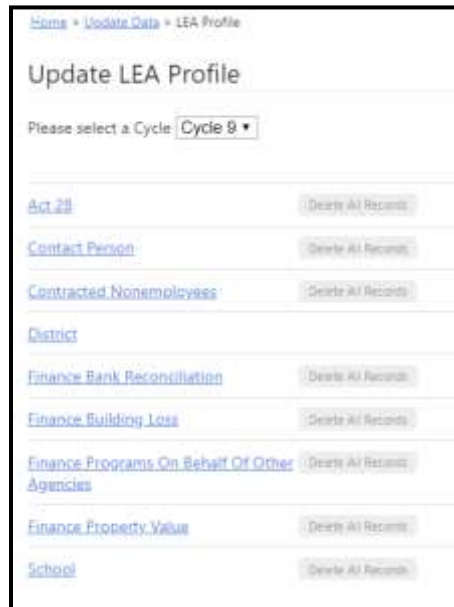 Home » Update Data » LEA Profile
Update LEA Profile
Please select a Cycle Cycle 9 ▾
Act 28 Delete All Records
Contact Person Delete All Records
Contracted Nonemployees Delete All Records
District
Finance Bank Reconciliation Delete All Records
Finance Building Loss Delete All Records
Finance Programs On Behalf Of Other Delete All Records
Agencies
Finance Property Value Delete All Records
School Delete All Records